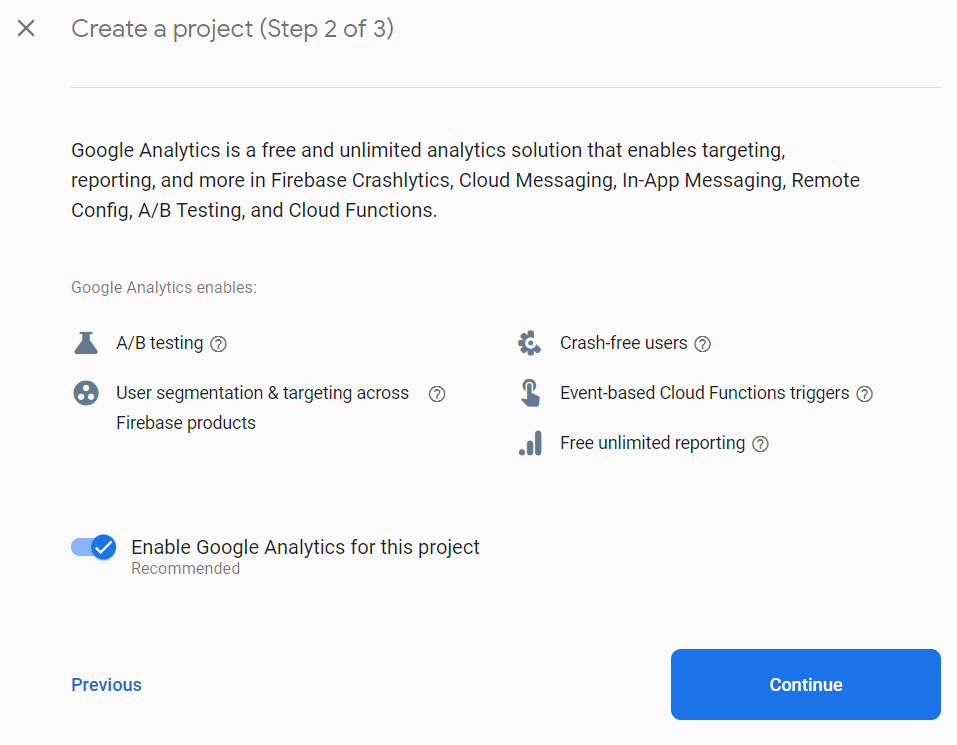 Create a project (Step 2 of 3)
Google Analytics is a free and unlimited analytics solution that enables targeting,
reporting, and more in Firebase Crashlytics, Cloud Messaging, In-App Messaging, Remote
Config, A/B Testing, and Cloud Functions.
Google Analytics enables:
A/B testing
User segmentation & targeting across
Firebase products
Crash-free users
Event-based Cloud Functions triggers
Free unlimited reporting
Enable Google Analytics for this project
Recommended
Previous
Continue